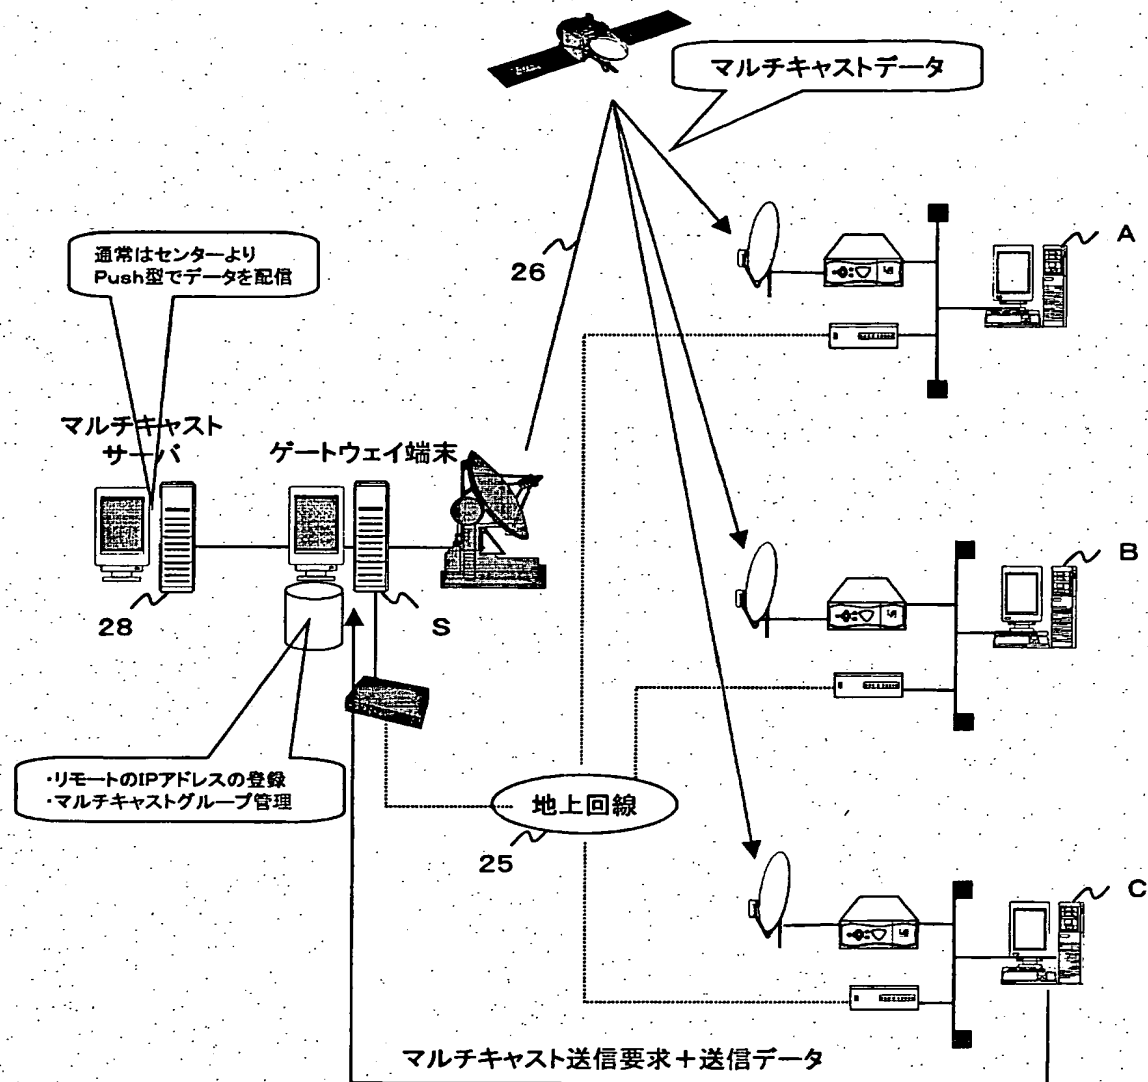 マルチキャストデータ
A
26
通常はセンターより
Push型でデータを配信
マルチキャスト
サーバ
ゲートウェイ端末
28
S
B
・リモートのIPアドレスの登録
・マルチキャストグループ管理
地上回線
25
C
マルチキャスト送信要求＋送信データ